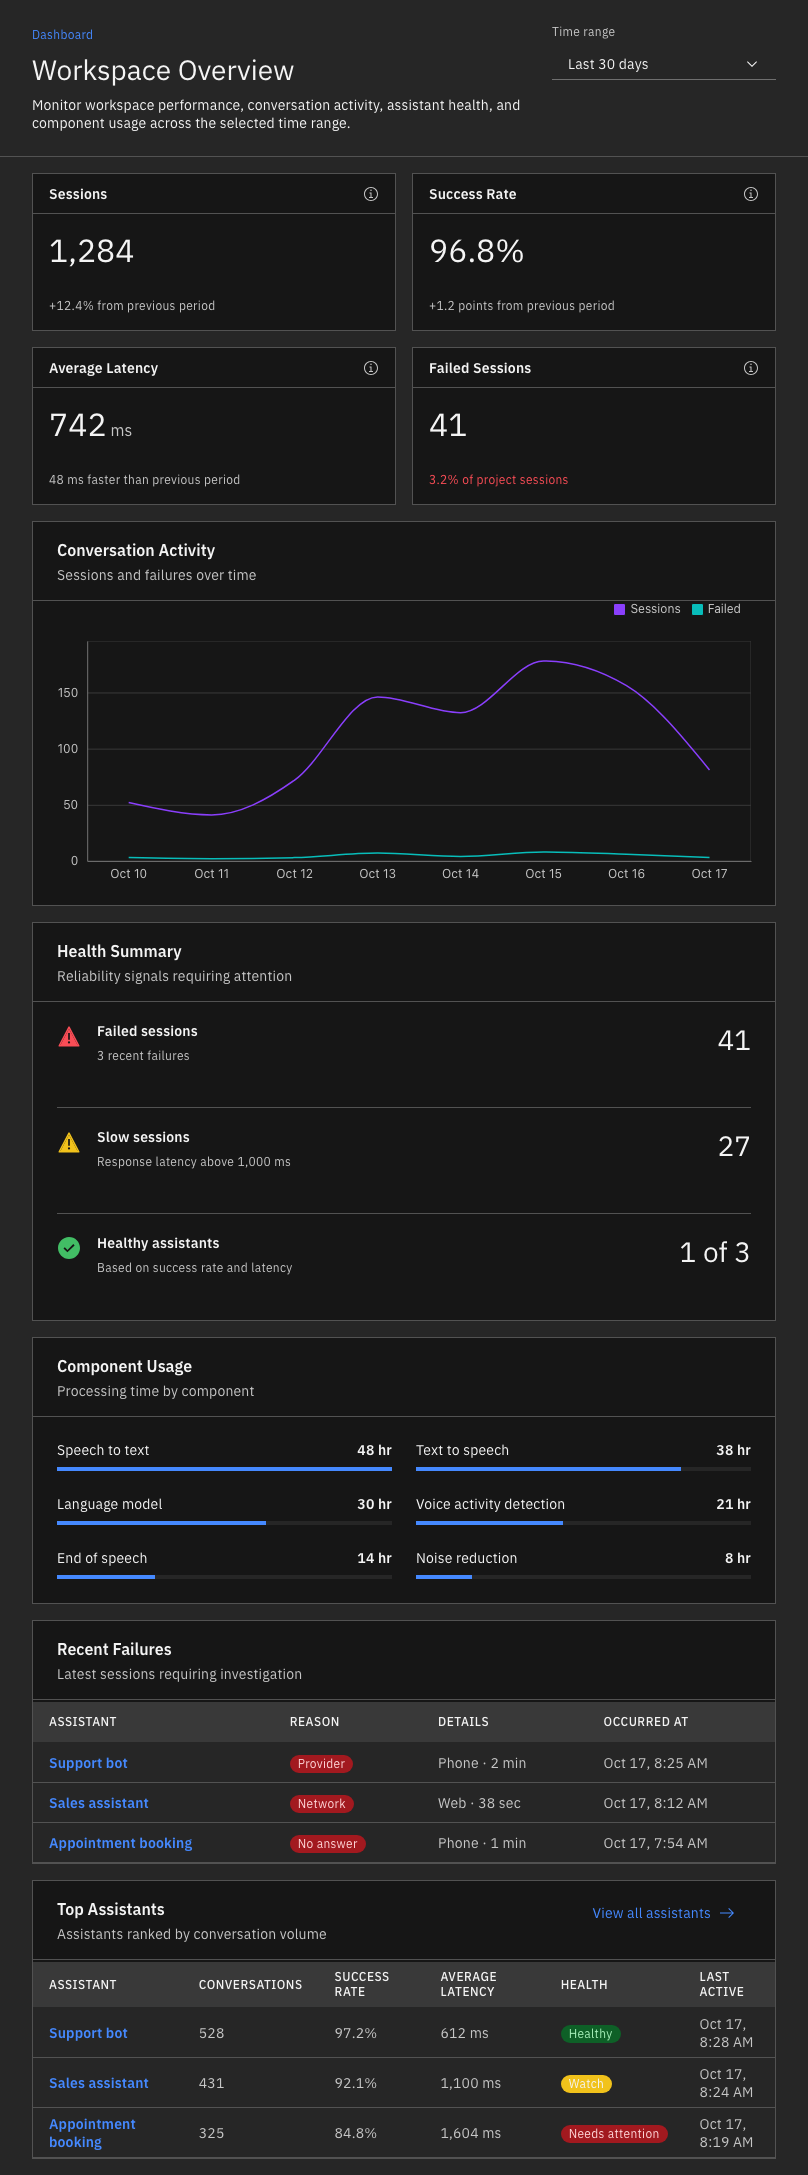 Dashboard
Workspace Overview
Monitor workspace performance, conversation activity, assistant health, and
component usage across the selected time range.
Time range
Last 30 days
Sessions
1,284
+12.4% from previous period
Success Rate
96.8%
+1.2 points from previous period
Average Latency
742 ms
48 ms faster than previous period
Failed Sessions
41
3.2% of project sessions
Conversation Activity
Sessions and failures over time
Sessions Failed
150
100
50
0
Oct 10 Oct 11 Oct 12 Oct 13 Oct 14 Oct 15 Oct 16 Oct 17
Health Summary
Reliability signals requiring attention
Failed sessions 41
3 recent failures
Slow sessions 27
Response latency above 1,000 ms
Healthy assistants 1 of 3
Based on success rate and latency
Component Usage
Processing time by component
Speech to text 48 hr Text to speech 38 hr
Language model 30 hr Voice activity detection 21 hr
End of speech 14 hr Noise reduction 8 hr
Recent Failures
Latest sessions requiring investigation
ASSISTANT REASON DETAILS OCCURRED AT
Support bot Provider Phone · 2 min Oct 17, 8:25 AM
Sales assistant Network Web · 38 sec Oct 17, 8:12 AM
Appointment booking No answer Phone · 1 min Oct 17, 7:54 AM
Top Assistants
Assistants ranked by conversation volume
View all assistants
ASSISTANT CONVERSATIONS SUCCESS RATE AVERAGE LATENCY HEALTH LAST ACTIVE
Support bot 528 97.2% 612 ms Healthy Oct 17, 8:28 AM
Sales assistant 431 92.1% 1,100 ms Watch Oct 17, 8:24 AM
Appointment booking 325 84.8% 1,604 ms Needs attention Oct 17, 8:19 AM